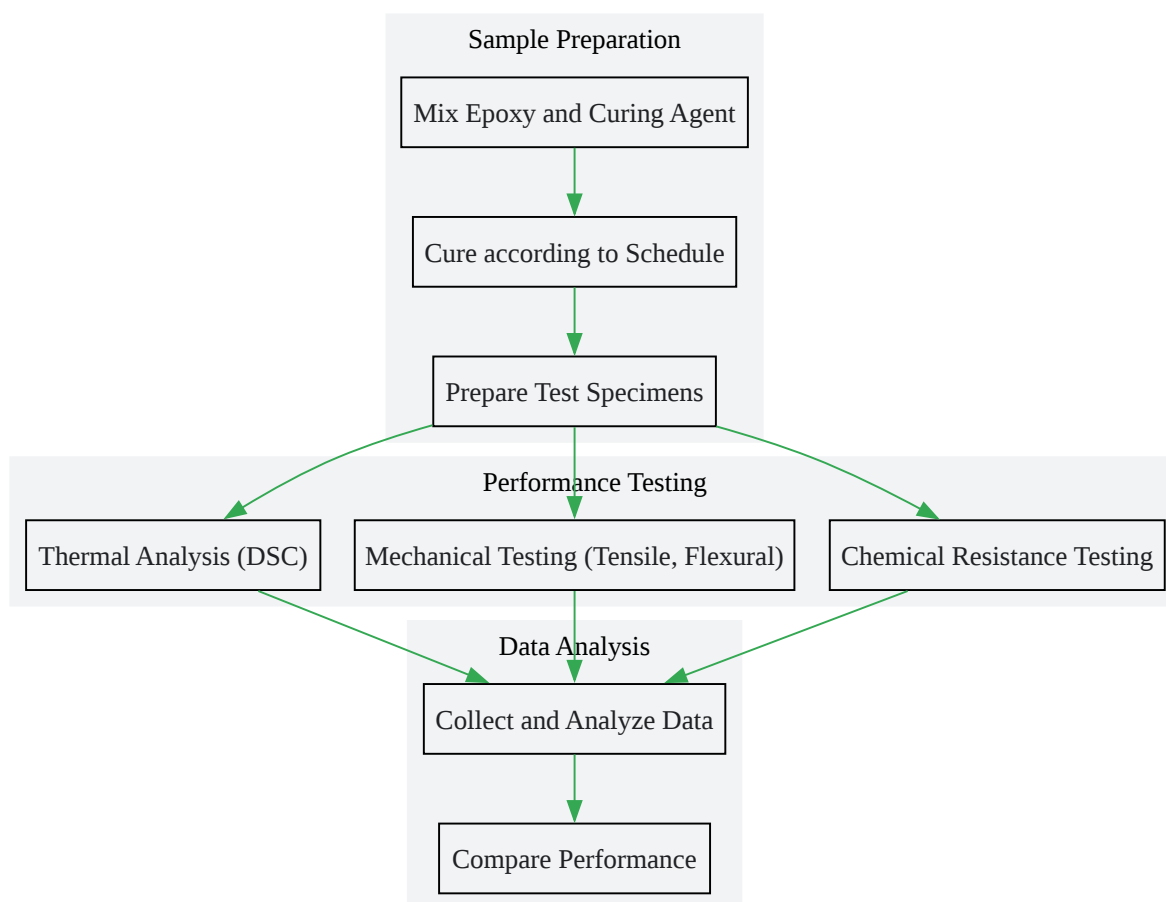 Sample Preparation
Mix Epoxy and Curing Agent
Cure according to Schedule
Prepare Test Specimens
Performance Testing
Thermal Analysis (DSC)
Mechanical Testing (Tensile, Flexural)
Chemical Resistance Testing
Data Analysis
Collect and Analyze Data
Compare Performance